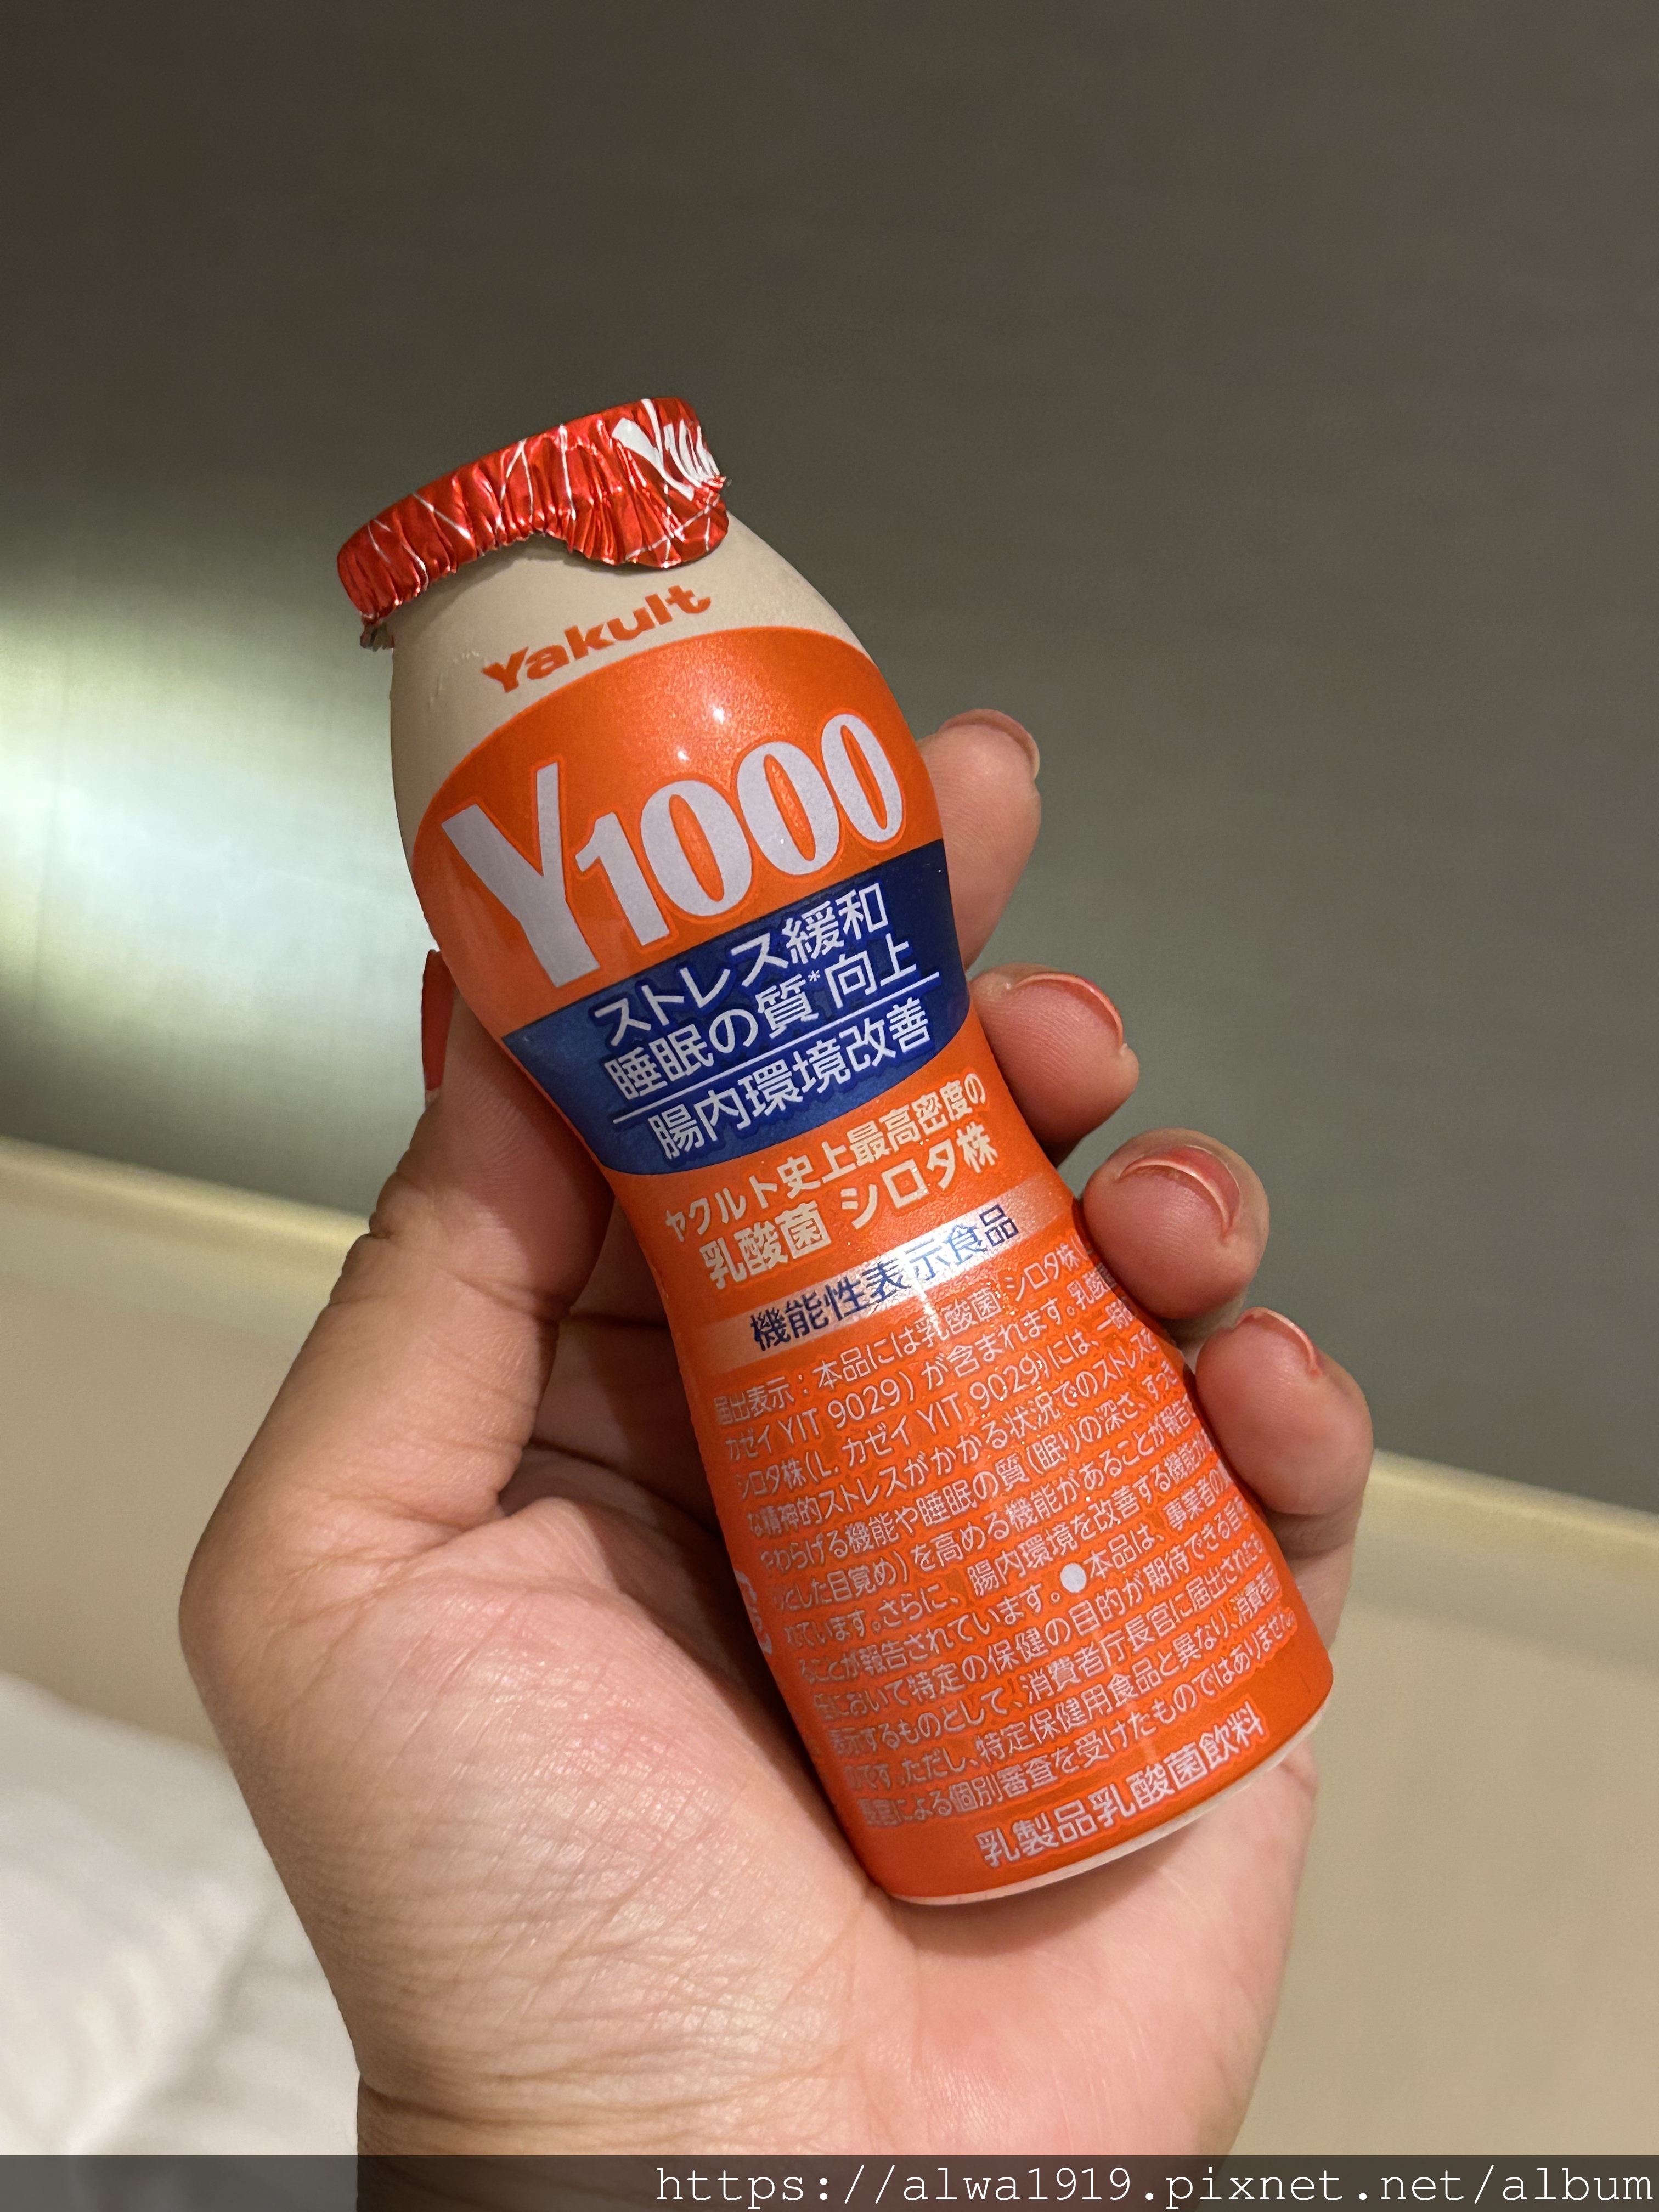 Yakult
Y1000
ストレス緩和
睡眠の質*向上
腸内環境改善
ヤクルト史上最高密度の
乳酸菌 シロタ株
機能性表示食品
届出表示：本品には乳酸菌 シロタ株(
カゼイ YIT 9029)が含まれます。乳酸
シロタ株(L. カゼイ YIT 9029)には、一時
な精神的ストレスがかかる状況でのストレスを
やわらげる機能や睡眠の質(眠りの深さ、すっき
りとした目覚め)を高める機能があることが報告
れています。さらに、腸内環境を改善する機能が
ることが報告されています。●本品は、事業者の
任において特定の保健の目的が期待できる旨
表示するものとして、消費者庁長官に届出された
のです。ただし、特定保健用食品と異なり、消費者庁
長官による個別審査を受けたものではありません。
乳製品乳酸菌飲料
https://alwa1919.pixnet.net/album